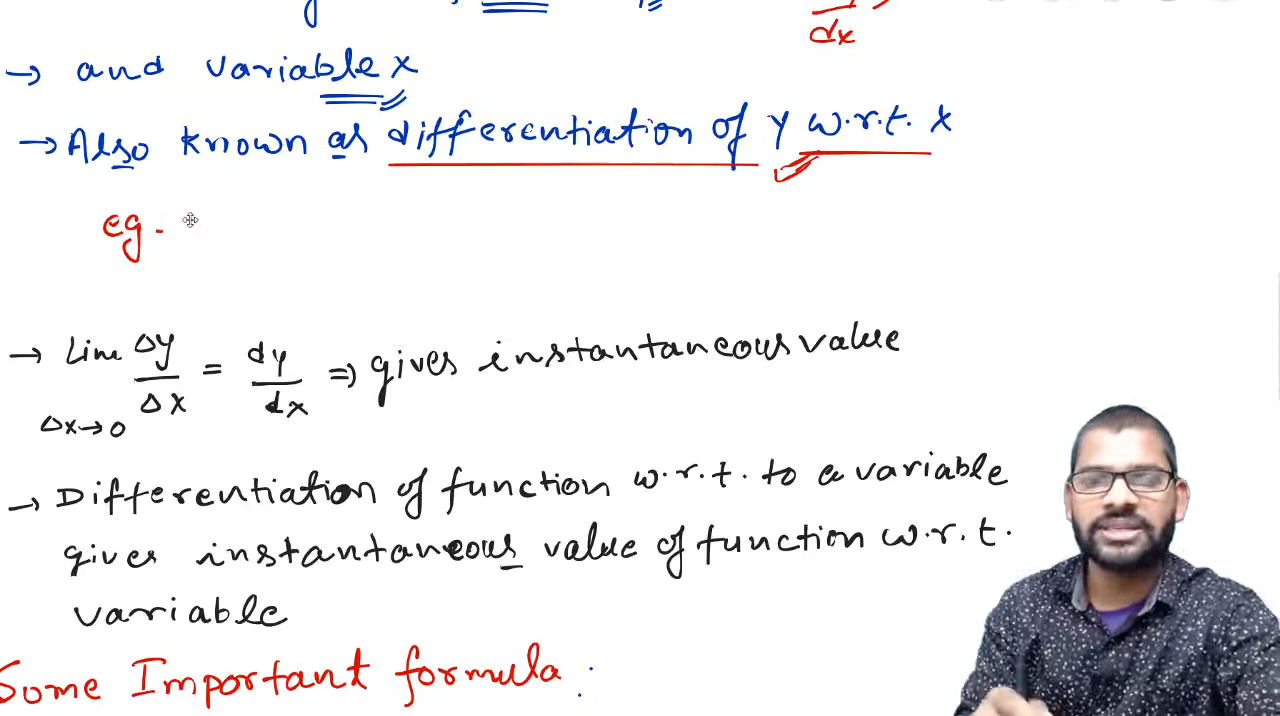 dx
→ and variable x
→ Also known as differentiation of y w.r.t. x
eg.
→ Lim Δy/Δx = dy/dx ⇒ gives instantaneous value
Δx→0
→ Differentiation of function w.r.t. to a variable
gives instantaneous value of function w.r.t.
variable
Some Important formula :